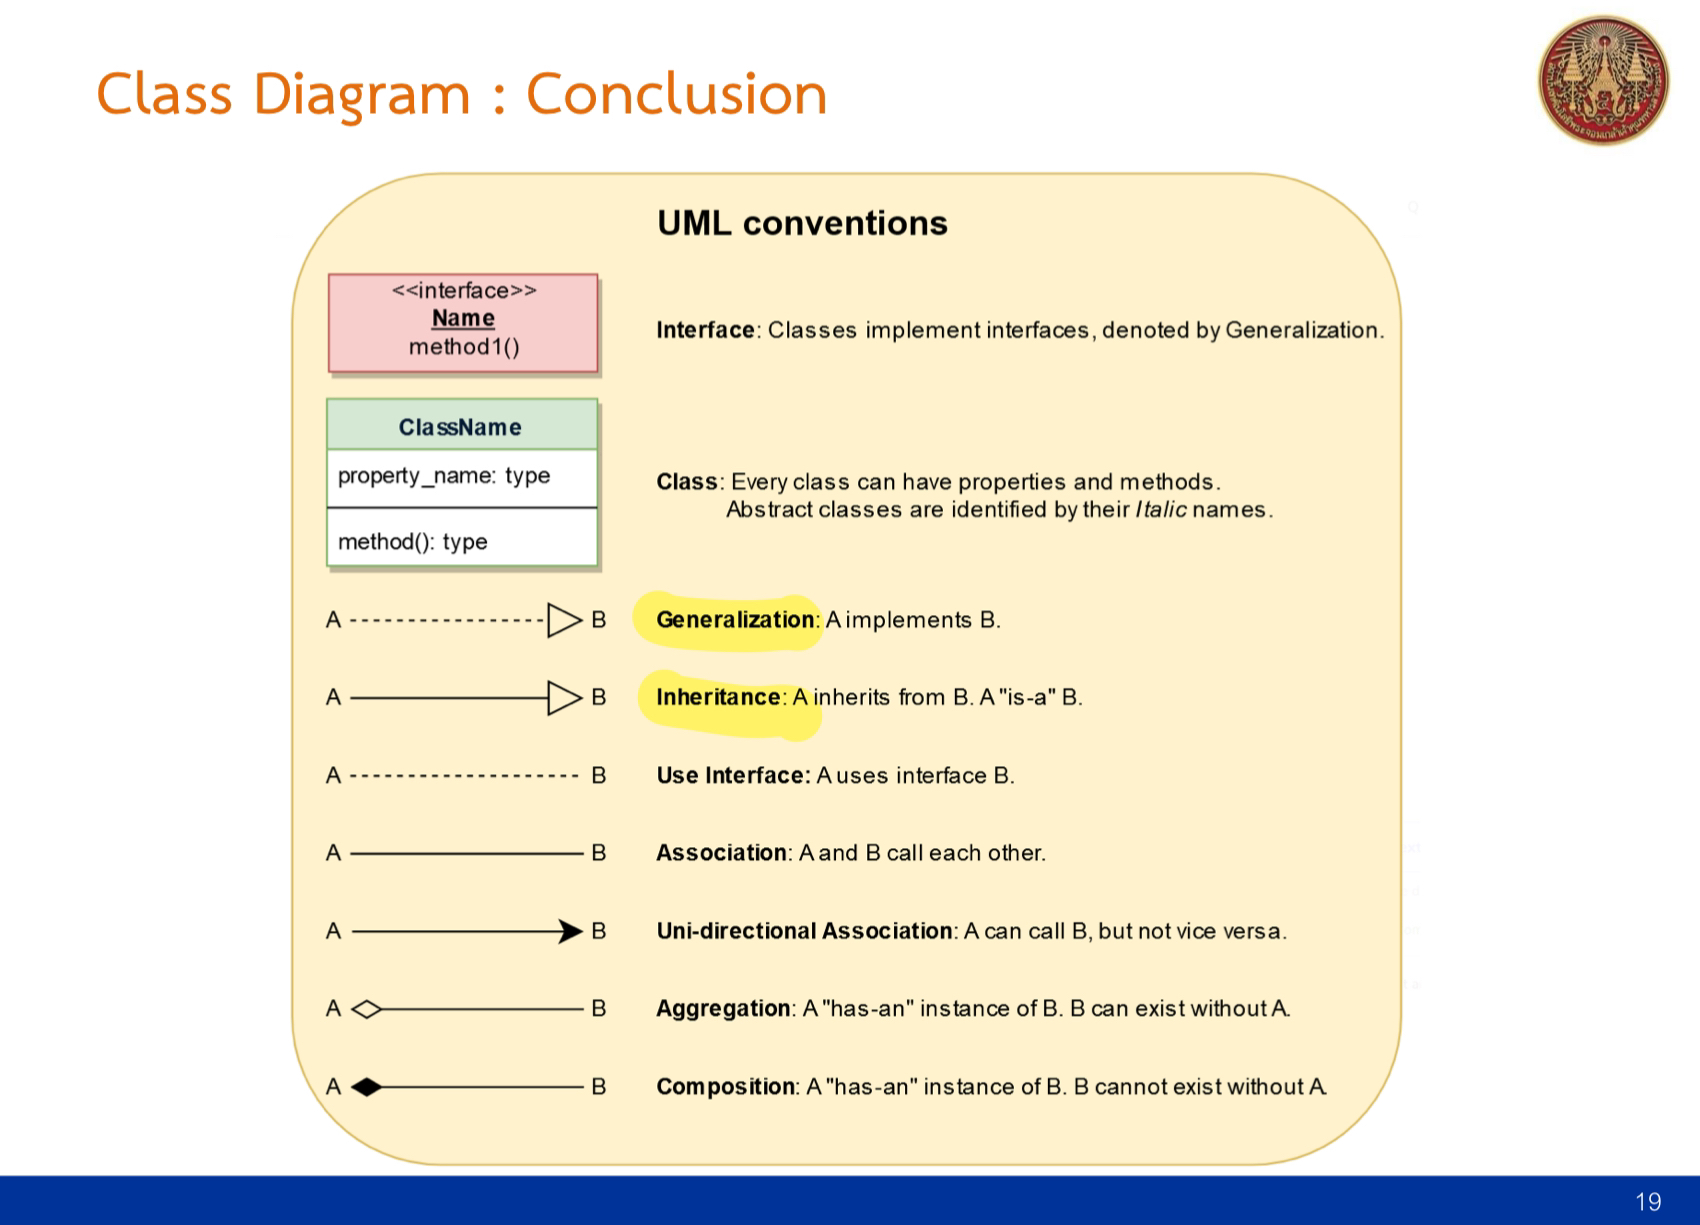 Class Diagram : Conclusion
UML conventions
<<interface>>
Name
method1()
Interface: Classes implement interfaces, denoted by Generalization.
ClassName
property_name: type
method(): type
Class: Every class can have properties and methods.
Abstract classes are identified by their Italic names.
A B Generalization: A implements B.
A B Inheritance: A inherits from B. A "is-a" B.
A B Use Interface: A uses interface B.
A B Association: A and B call each other.
A B Uni-directional Association: A can call B, but not vice versa.
A B Aggregation: A "has-an" instance of B. B can exist without A.
A B Composition: A "has-an" instance of B. B cannot exist without A.
19